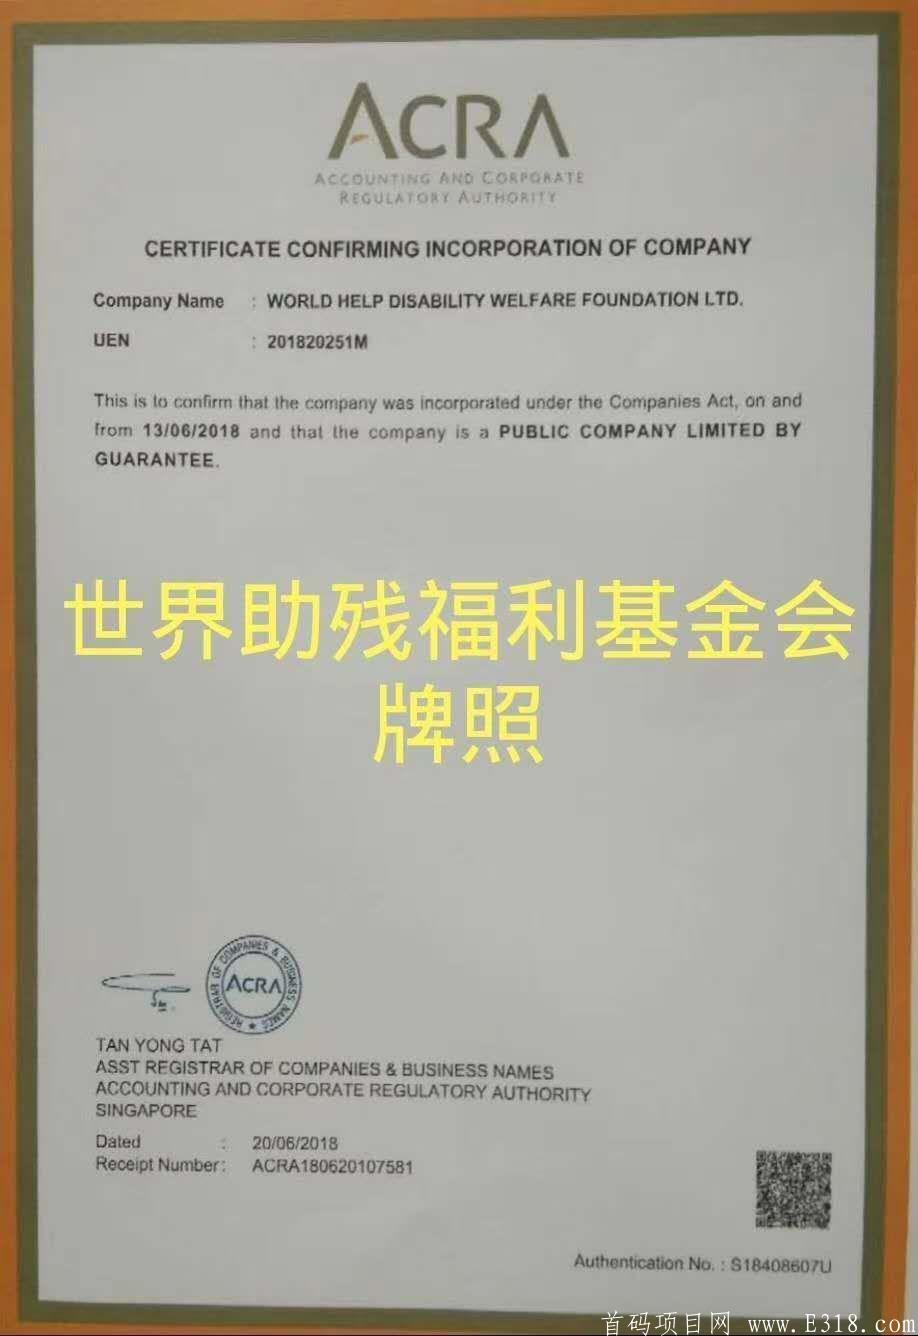 ACRA
ACCOUNTING AND CORPORATE
REGULATORY AUTHORITY
CERTIFICATE CONFIRMING INCORPORATION OF COMPANY
Company Name : WORLD HELP DISABILITY WELFARE FOUNDATION LTD.
UEN : 201820251M
This is to confirm that the company was incorporated under the Companies Act, on and
from 13/06/2018 and that the company is a PUBLIC COMPANY LIMITED BY
GUARANTEE.
世界助残福利基金会
牌照
REGISTRAR OF COMPANIES & BUSINESS NAMES
ACRA
TAN YONG TAT
ASST REGISTRAR OF COMPANIES & BUSINESS NAMES
ACCOUNTING AND CORPORATE REGULATORY AUTHORITY
SINGAPORE
Dated : 20/06/2018
Receipt Number : ACRA180620107581
Authentication No. : S18408607U
首码项目网 www.E318.com